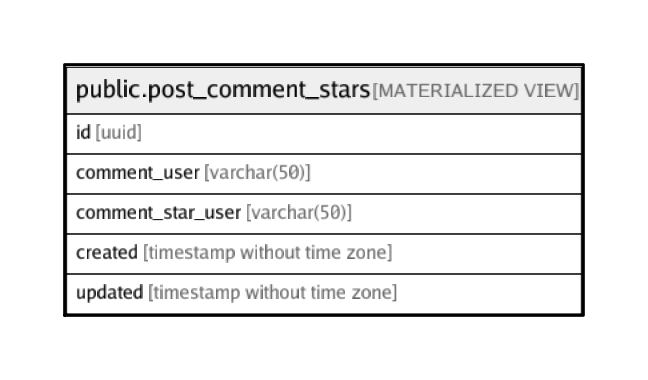 public.post_comment_stars[MATERIALIZED VIEW]
id [uuid]
comment_user [varchar(50)]
comment_star_user [varchar(50)]
created [timestamp without time zone]
updated [timestamp without time zone]